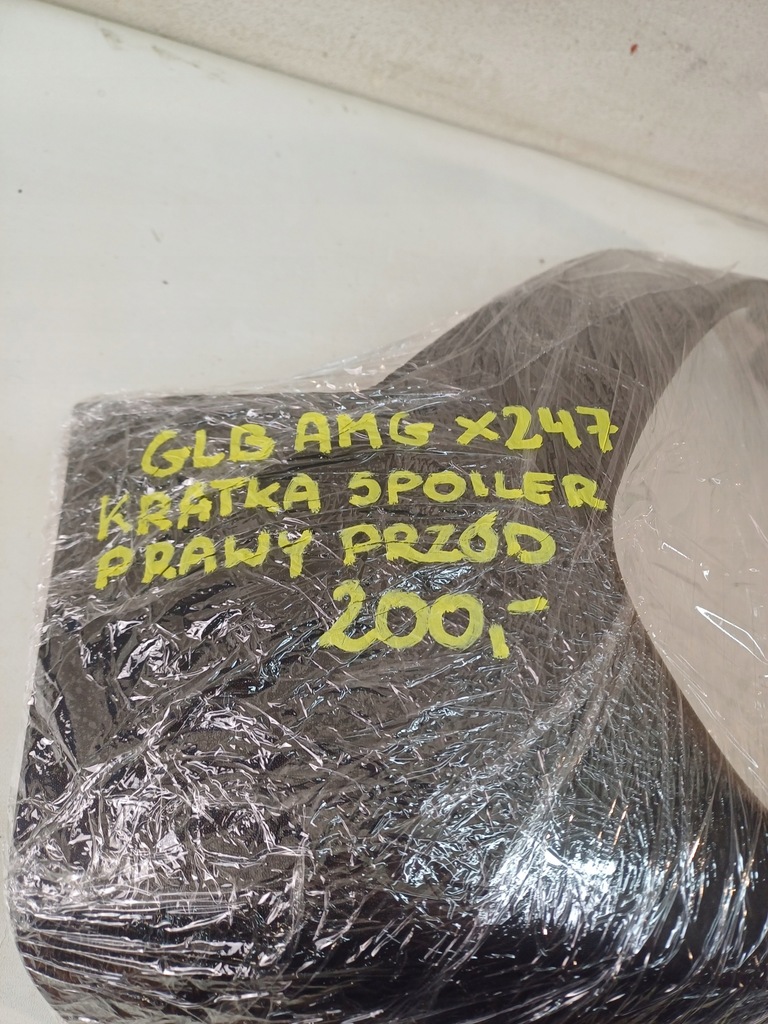 GLB AMG X247
KRATKA SPOILER
PRAWY PRZÓD
200,-